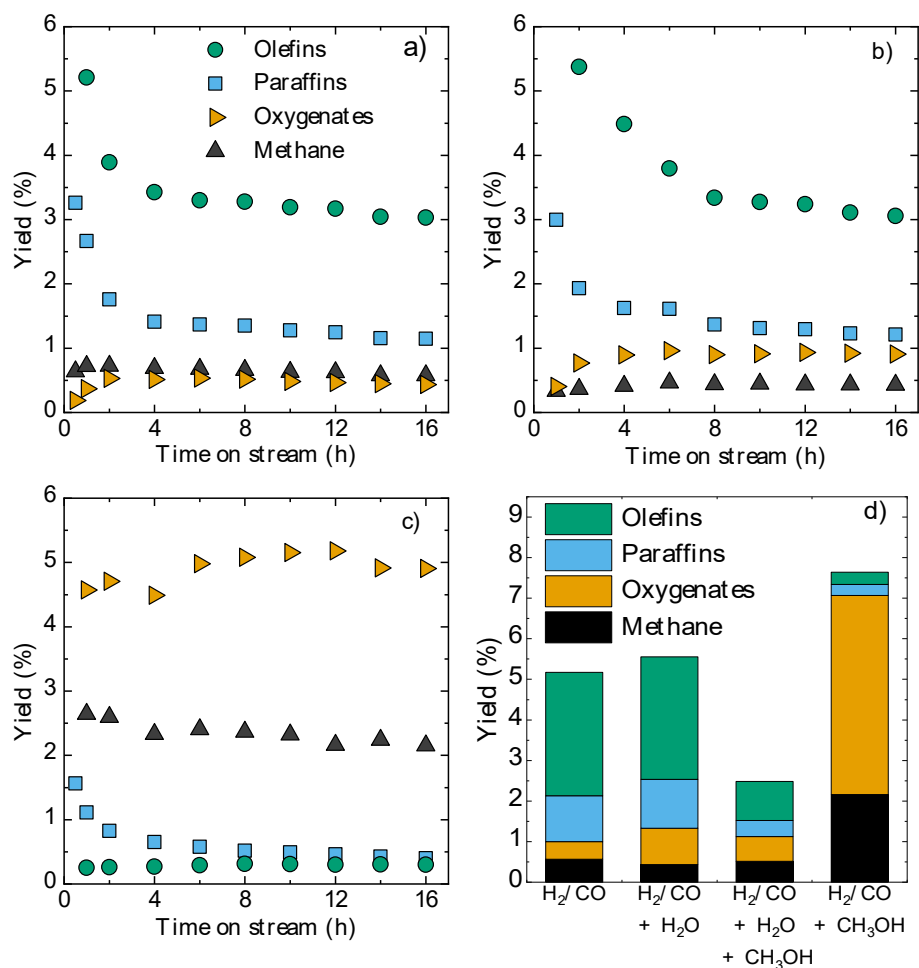 6
5
4
3
2
1
0
Yield (%)
a)
Olefins
Paraffins
Oxygenates
Methane
0 4 8 12 16
Time on stream (h)
6
5
4
3
2
1
0
Yield (%)
b)
0 4 8 12 16
Time on stream (h)
6
5
4
3
2
1
0
Yield (%)
c)
0 4 8 12 16
Time on stream (h)
9
8
7
6
5
4
3
2
1
0
Yield (%)
d)
Olefins
Paraffins
Oxygenates
Methane
H₂/ CO H₂/ CO H₂/ CO H₂/ CO
+ H₂O + H₂O + CH₃OH
+ CH₃OH